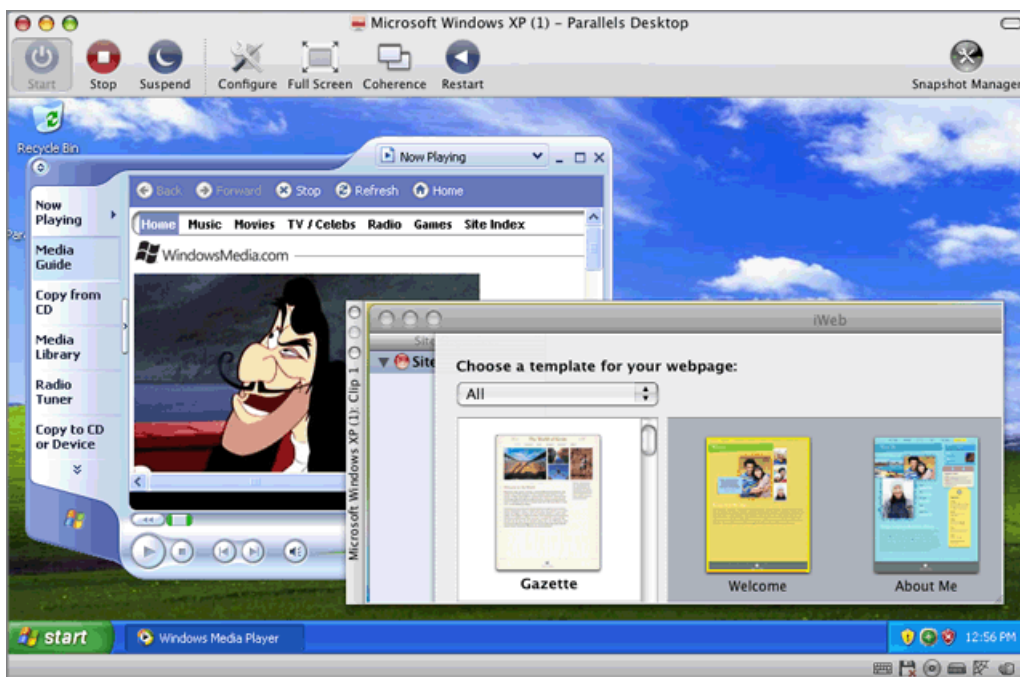 Microsoft Windows XP (1) – Parallels Desktop
Start
Stop
Suspend
Configure
Full Screen
Coherence
Restart
Snapshot Manager
Recycle Bin
Now Playing
Now
Playing
Media
Guide
Copy from
CD
Media
Library
Radio
Tuner
Copy to CD
or Device
Back
Forward
Stop
Refresh
Home
Home Music Movies TV / Celebs Radio Games Site Index
WindowsMedia.com
Microsoft Windows XP (1): Clip 1
iWeb
Site
Choose a template for your webpage:
All
Gazette
Welcome
About Me
start
Windows Media Player
12:56 PM